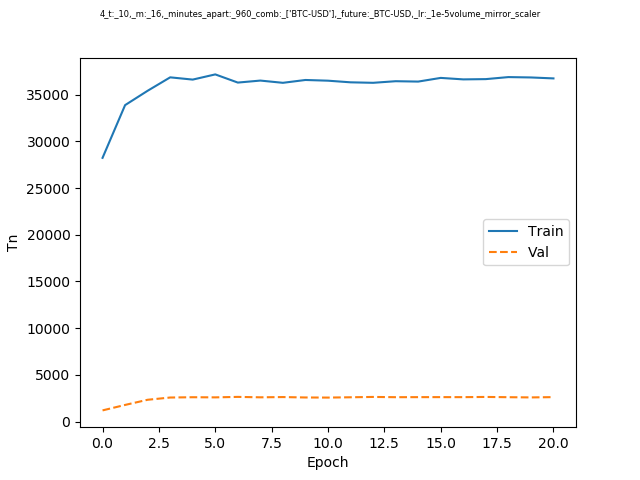 4_t:_10,_m:_16,_minutes_apart:_960_comb:_['BTC-USD'],_future:_BTC-USD,_lr:_1e-5volume_mirror_scaler
35000
30000
25000
20000
15000
10000
5000
0
Tn
Train
Val
0.0 2.5 5.0 7.5 10.0 12.5 15.0 17.5 20.0
Epoch